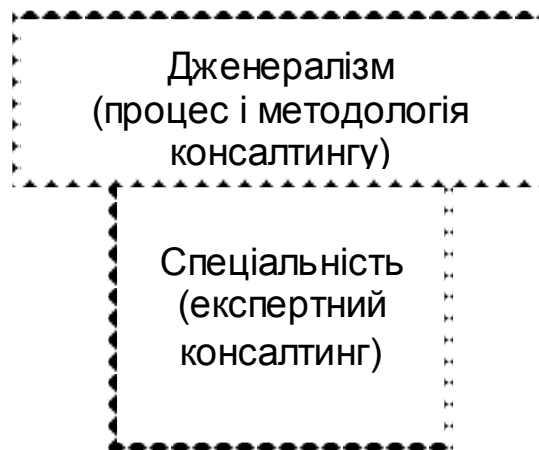 Дженералізм
(процес і методологія
консалтингу)
Спеціальність
(експертний
консалтинг)